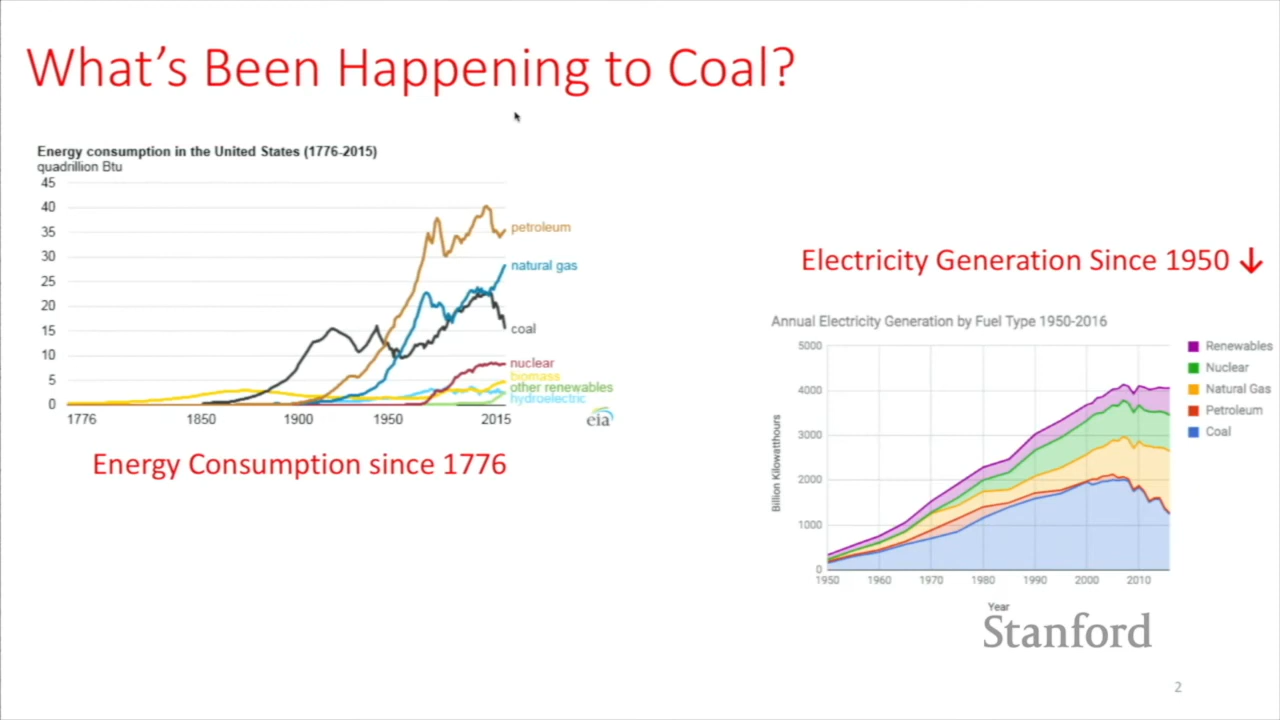 What's Been Happening to Coal?
Energy consumption in the United States (1776-2015)
quadrillion Btu
45
40
35
30
25
20
15
10
5
0
petroleum
natural gas
coal
nuclear
biomass
other renewables
hydroelectric
1776 1850 1900 1950 2015
eia
Energy Consumption since 1776
Electricity Generation Since 1950 ↓
Annual Electricity Generation by Fuel Type 1950-2016
Billion Kilowatthours
5000
4000
3000
2000
1000
0
1950 1960 1970 1980 1990 2000 2010
Year
Renewables
Nuclear
Natural Gas
Petroleum
Coal
Stanford
2